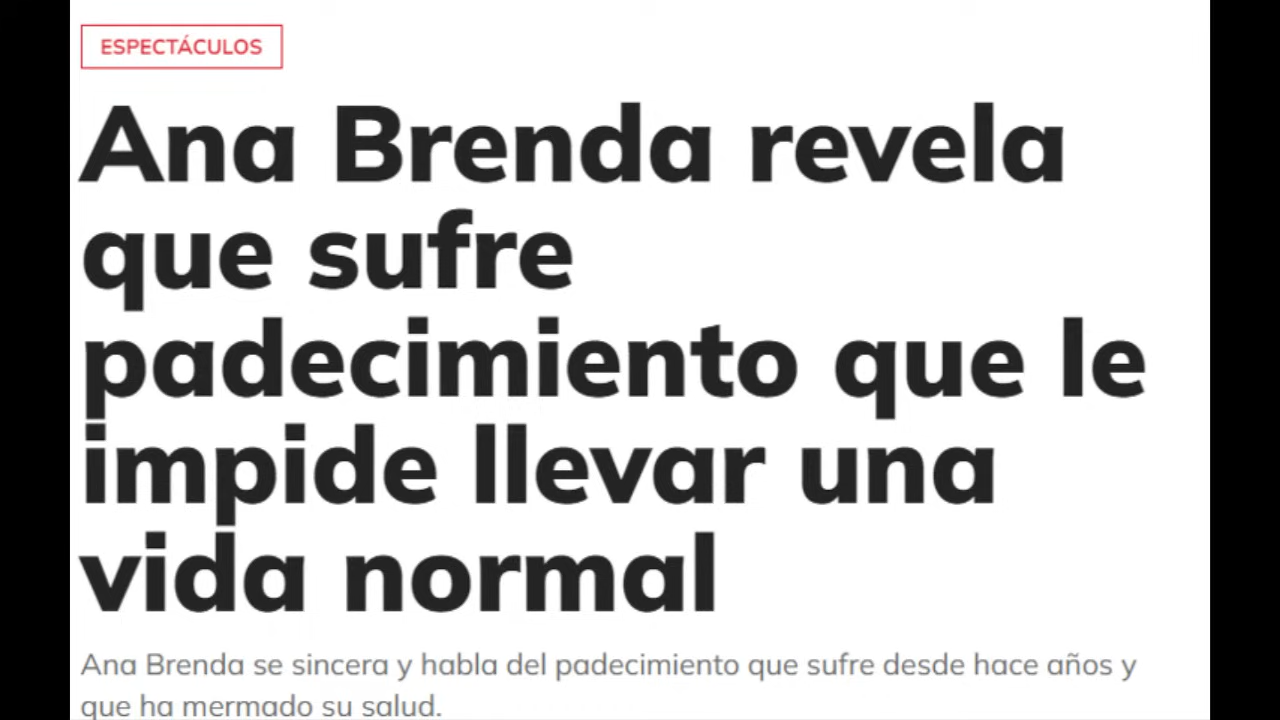 ESPECTÁCULOS
Ana Brenda revela
que sufre
padecimiento que le
impide llevar una
vida normal
Ana Brenda se sincera y habla del padecimiento que sufre desde hace años y
que ha mermado su salud.